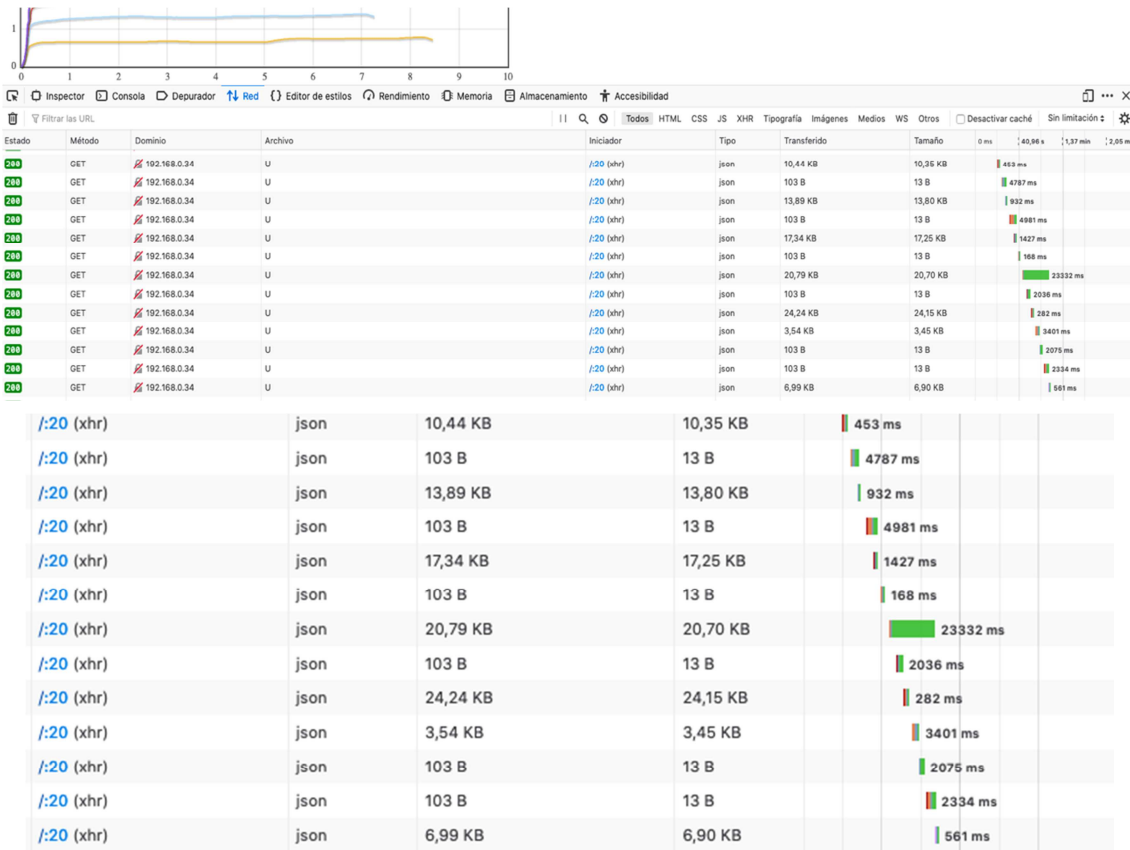 1
0
0 1 2 3 4 5 6 7 8 9 10
Inspector Consola Depurador Red Editor de estilos Rendimiento Memoria Almacenamiento Accesibilidad
Filtrar las URL Todos HTML CSS JS XHR Tipografía Imágenes Medios WS Otros Desactivar caché Sin limitación
Estado Método Dominio Archivo Iniciador Tipo Transferido Tamaño 0 ms 40,96 s 1,37 min 2,05 m
200 GET 192.168.0.34 U /:20 (xhr) json 10,44 KB 10,35 KB 453 ms
200 GET 192.168.0.34 U /:20 (xhr) json 103 B 13 B 4787 ms
200 GET 192.168.0.34 U /:20 (xhr) json 13,89 KB 13,80 KB 932 ms
200 GET 192.168.0.34 U /:20 (xhr) json 103 B 13 B 4981 ms
200 GET 192.168.0.34 U /:20 (xhr) json 17,34 KB 17,25 KB 1427 ms
200 GET 192.168.0.34 U /:20 (xhr) json 103 B 13 B 168 ms
200 GET 192.168.0.34 U /:20 (xhr) json 20,79 KB 20,70 KB 23332 ms
200 GET 192.168.0.34 U /:20 (xhr) json 103 B 13 B 2036 ms
200 GET 192.168.0.34 U /:20 (xhr) json 24,24 KB 24,15 KB 282 ms
200 GET 192.168.0.34 U /:20 (xhr) json 3,54 KB 3,45 KB 3401 ms
200 GET 192.168.0.34 U /:20 (xhr) json 103 B 13 B 2075 ms
200 GET 192.168.0.34 U /:20 (xhr) json 103 B 13 B 2334 ms
200 GET 192.168.0.34 U /:20 (xhr) json 6,99 KB 6,90 KB 561 ms
/:20 (xhr) json 10,44 KB 10,35 KB 453 ms
/:20 (xhr) json 103 B 13 B 4787 ms
/:20 (xhr) json 13,89 KB 13,80 KB 932 ms
/:20 (xhr) json 103 B 13 B 4981 ms
/:20 (xhr) json 17,34 KB 17,25 KB 1427 ms
/:20 (xhr) json 103 B 13 B 168 ms
/:20 (xhr) json 20,79 KB 20,70 KB 23332 ms
/:20 (xhr) json 103 B 13 B 2036 ms
/:20 (xhr) json 24,24 KB 24,15 KB 282 ms
/:20 (xhr) json 3,54 KB 3,45 KB 3401 ms
/:20 (xhr) json 103 B 13 B 2075 ms
/:20 (xhr) json 103 B 13 B 2334 ms
/:20 (xhr) json 6,99 KB 6,90 KB 561 ms